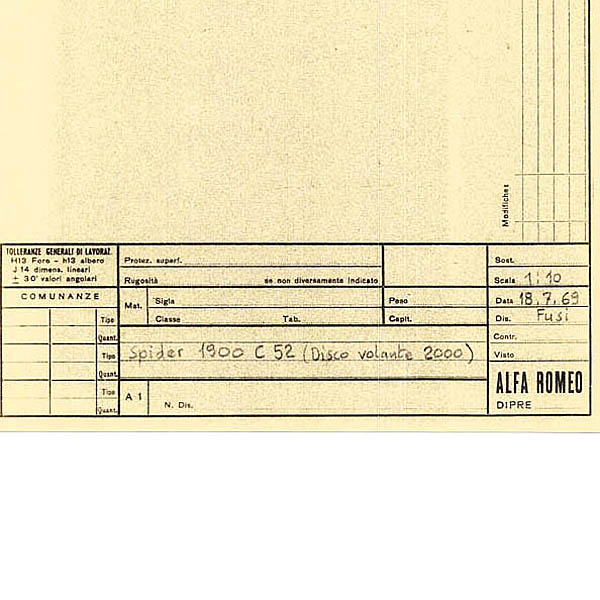 Modifiches
TOLLERANZE GENERALI DI LAVORAZ.
H13 Foro - h13 albero
J 14 dimens. lineari
± 30' valori angolari
COMUNANZE
Tipo
Quant.
Tipo
Quant.
Tipo
Quant.
Protez. superf.
Rugosità se non diversamente indicato
Mat. Sigla Peso
Classe Tab. Capit.
Spider 1900 C 52 (Disco volante 2000)
A 1 N. Dis.
Sost.
Scala 1:10
Data 18.7.69
Dis. Fusi
Contr.
Visto
ALFA ROMEO
DIPRE